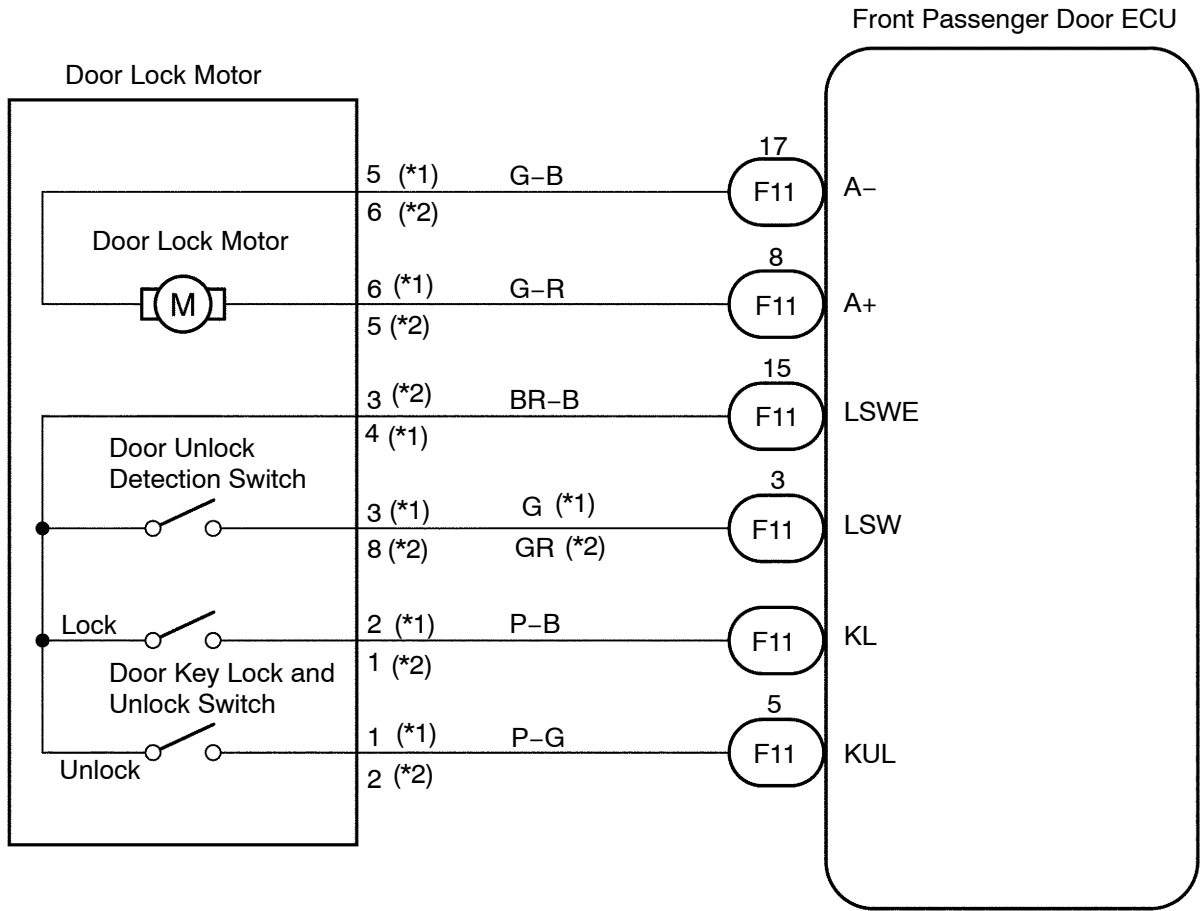 Front Passenger Door ECU
Door Lock Motor
17
5 (*1) G–B F11 A–
6 (*2)
Door Lock Motor
8
M 6 (*1) G–R F11 A+
5 (*2)
15
3 (*2) BR–B F11 LSWE
4 (*1)
Door Unlock
Detection Switch
3
3 (*1) G (*1) F11 LSW
8 (*2) GR (*2)
Lock 2 (*1) P–B F11 KL
1 (*2)
Door Key Lock and
Unlock Switch
5
1 (*1) P–G F11 KUL
Unlock 2 (*2)